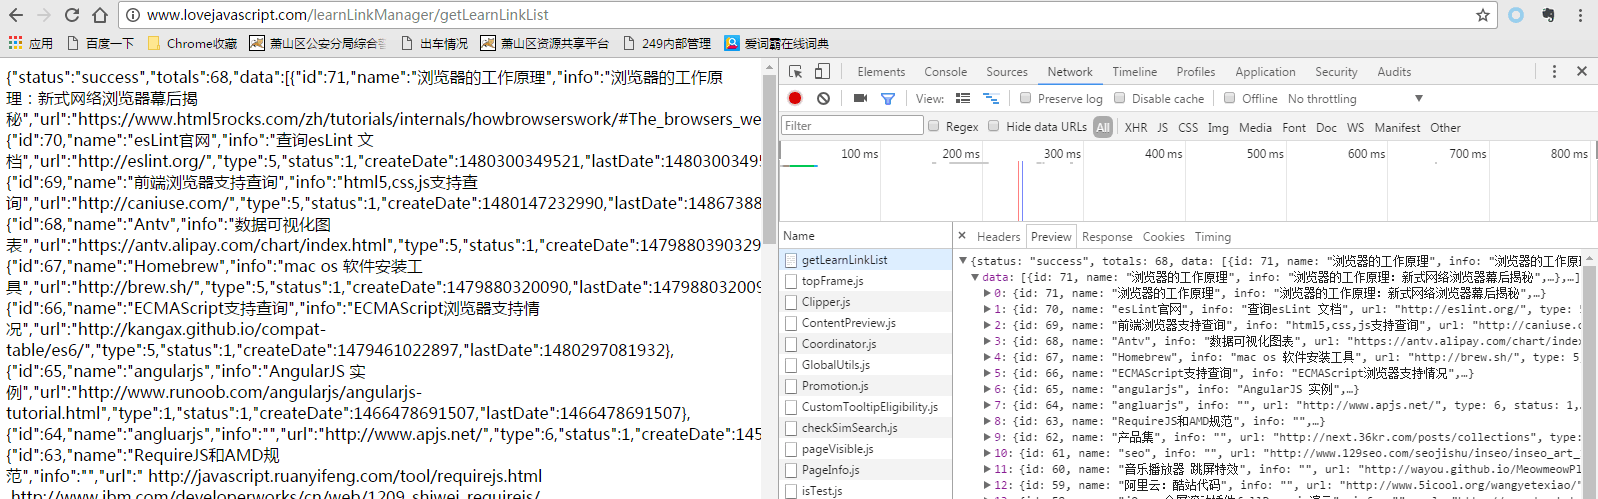 www.lovejavascript.com/learnLinkManager/getLearnLinkList
应用 百度一下 Chrome收藏 萧山区公安分局综合 出车情况 萧山区资源共享平台 249内部管理 爱词霸在线词典
{"status":"success","totals":68,"data":[{"id":71,"name":"浏览器的工作原理","info":"浏览器的工作原
理：新式网络浏览器幕后揭
秘","url":"https://www.html5rocks.com/zh/tutorials/internals/howbrowserswork/#The_browsers_we
{"id":70,"name":"esLint官网","info":"查询esLint 文
档","url":"http://eslint.org/","type":5,"status":1,"createDate":1480300349521,"lastDate":14803003495
{"id":69,"name":"前端浏览器支持查询","info":"html5,css,js支持查
询","url":"http://caniuse.com/","type":5,"status":1,"createDate":1480147232990,"lastDate":14867388
{"id":68,"name":"Antv","info":"数据可视化图
表","url":"https://antv.alipay.com/chart/index.html","type":5,"status":1,"createDate":1479880390329
{"id":67,"name":"Homebrew","info":"mac os 软件安装工
具","url":"http://brew.sh/","type":5,"status":1,"createDate":1479880320090,"lastDate":147988032009
{"id":66,"name":"ECMAScript支持查询","info":"ECMAScript浏览器支持情
况","url":"http://kangax.github.io/compat-
table/es6/","type":5,"status":1,"createDate":1479461022897,"lastDate":1480297081932},
{"id":65,"name":"angularjs","info":"AngularJS 实
例","url":"http://www.runoob.com/angularjs/angularjs-
tutorial.html","type":1,"status":1,"createDate":1466478691507,"lastDate":1466478691507},
{"id":64,"name":"angluarjs","info":"","url":"http://www.apjs.net/","type":6,"status":1,"createDate":145
{"id":63,"name":"RequireJS和AMD规
范","info":"","url":" http://javascript.ruanyifeng.com/tool/requirejs.html
http://www.ibm.com/developerworks/cn/web/1209_shiwei_requirejs/
Elements Console Sources Network Timeline Profiles Application Security Audits
View: Preserve log Disable cache Offline No throttling
Filter Regex Hide data URLs All XHR JS CSS Img Media Font Doc WS Manifest Other
100 ms 200 ms 300 ms 400 ms 500 ms 600 ms 700 ms 800 ms
Name
getLearnLinkList
topFrame.js
Clipper.js
ContentPreview.js
Coordinator.js
GlobalUtils.js
Promotion.js
CustomTooltipEligibility.js
checkSimSearch.js
pageVisible.js
PageInfo.js
isTest.js
Headers Preview Response Cookies Timing
{status: "success", totals: 68, data: [{id: 71, name: "浏览器的工作原理", info: "浏览器的工作原
data: [{id: 71, name: "浏览器的工作原理", info: "浏览器的工作原理：新式网络浏览器幕后揭秘",…},…]
0: {id: 71, name: "浏览器的工作原理", info: "浏览器的工作原理：新式网络浏览器幕后揭秘",…}
1: {id: 70, name: "esLint官网", info: "查询esLint 文档", url: "http://eslint.org/", type:
2: {id: 69, name: "前端浏览器支持查询", info: "html5,css,js支持查询", url: "http://caniuse.
3: {id: 68, name: "Antv", info: "数据可视化图表", url: "https://antv.alipay.com/chart/index
4: {id: 67, name: "Homebrew", info: "mac os 软件安装工具", url: "http://brew.sh/", type: 5,
5: {id: 66, name: "ECMAScript支持查询", info: "ECMAScript浏览器支持情况",…}
6: {id: 65, name: "angularjs", info: "AngularJS 实例",…}
7: {id: 64, name: "angluarjs", info: "", url: "http://www.apjs.net/", type: 6, status: 1,
8: {id: 63, name: "RequireJS和AMD规范", info: "",…}
9: {id: 62, name: "产品集", info: "", url: "http://next.36kr.com/posts/collections", type:
10: {id: 61, name: "seo", info: "", url: "http://www.129seo.com/seojishu/inseo/inseo_art_
11: {id: 60, name: "音乐播放器 跳屏特效", info: "", url: "http://wayou.github.io/MeowmeowPl
12: {id: 59, name: "阿里云：酷站代码", info: "", url: "http://www.5icool.org/wangyetexiao/"